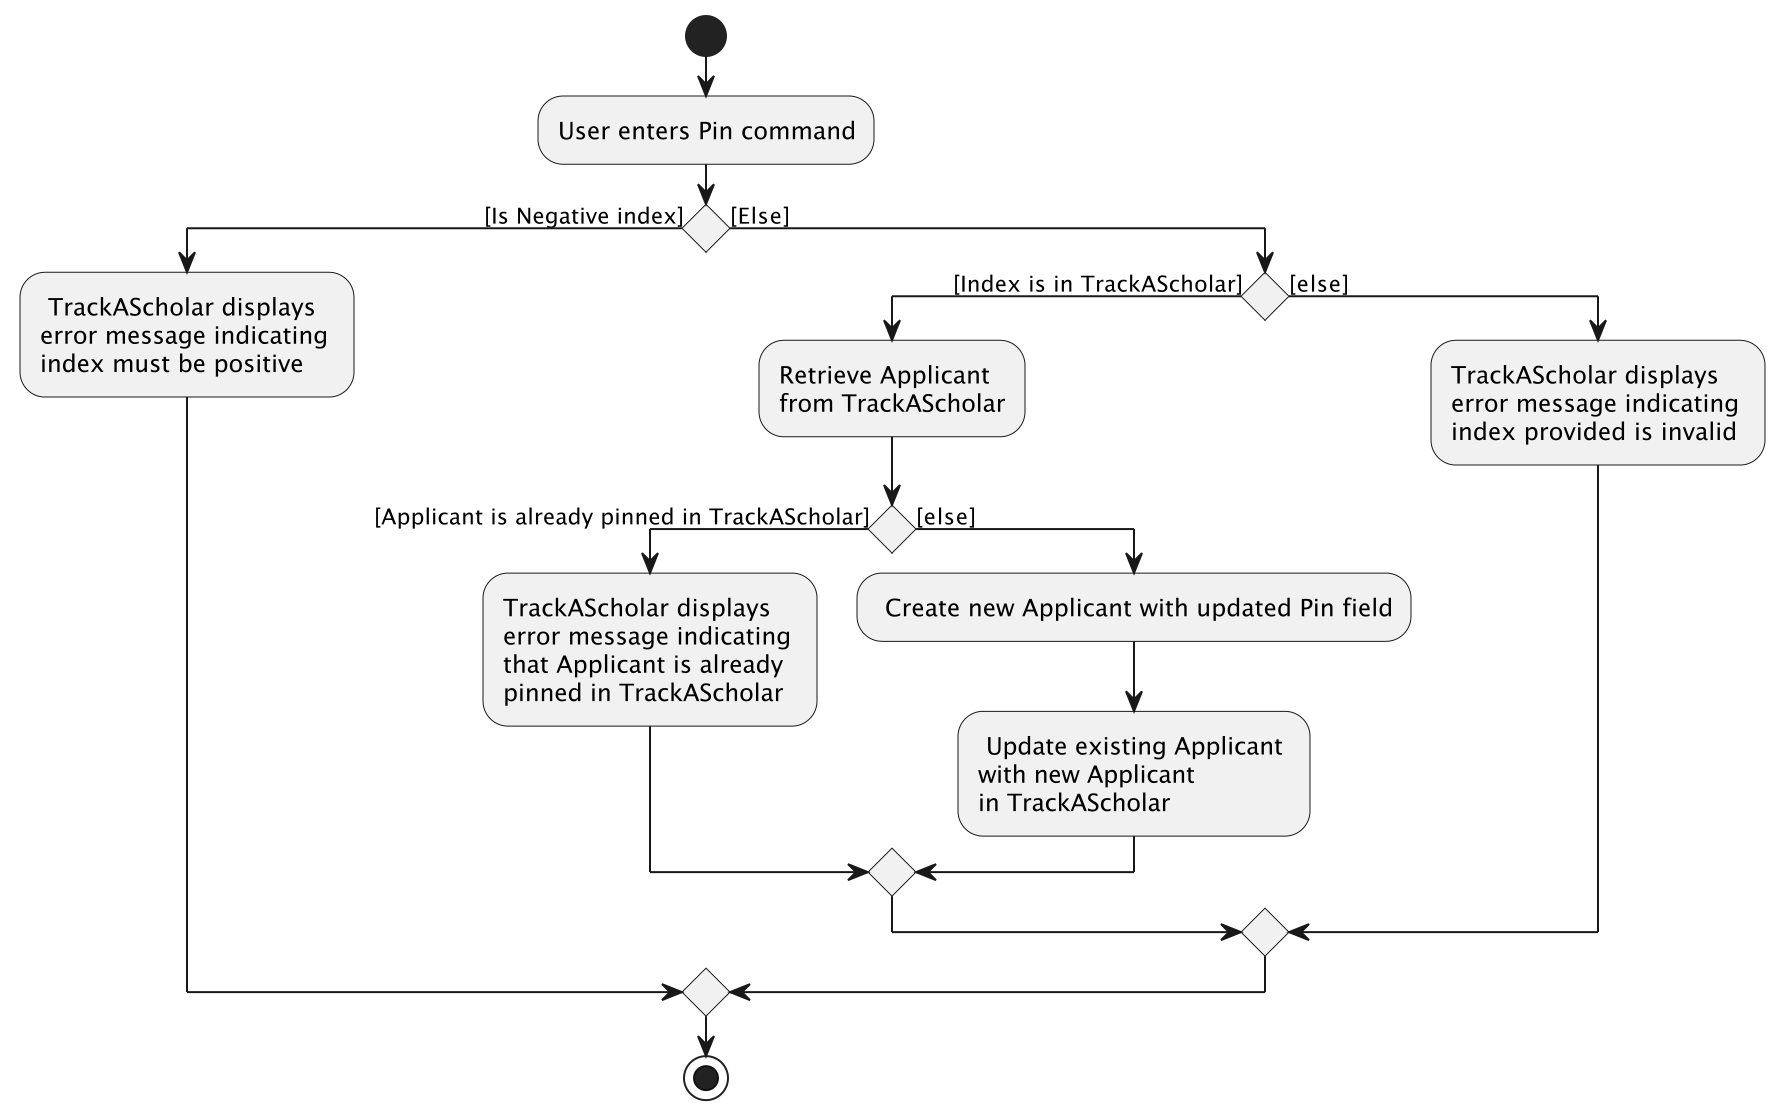 User enters Pin command
[Is Negative index]
[Else]
TrackAScholar displays
error message indicating
index must be positive
[Index is in TrackAScholar]
[else]
Retrieve Applicant
from TrackAScholar
TrackAScholar displays
error message indicating
index provided is invalid
[Applicant is already pinned in TrackAScholar]
[else]
TrackAScholar displays
error message indicating
that Applicant is already
pinned in TrackAScholar
Create new Applicant with updated Pin field
Update existing Applicant
with new Applicant
in TrackAScholar